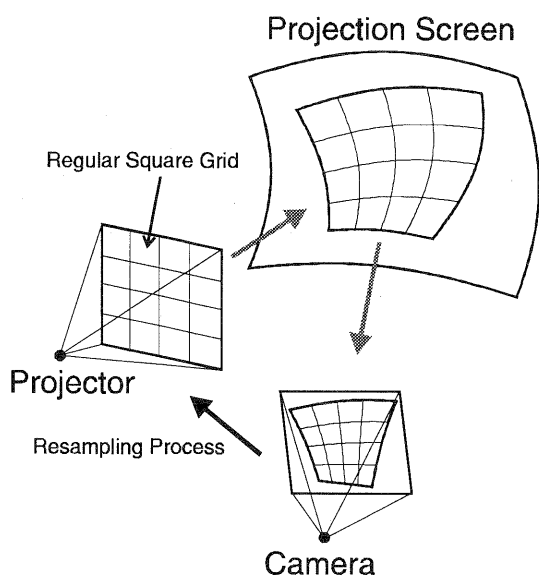 Projection Screen
Regular Square Grid
Projector
Resampling Process
Camera